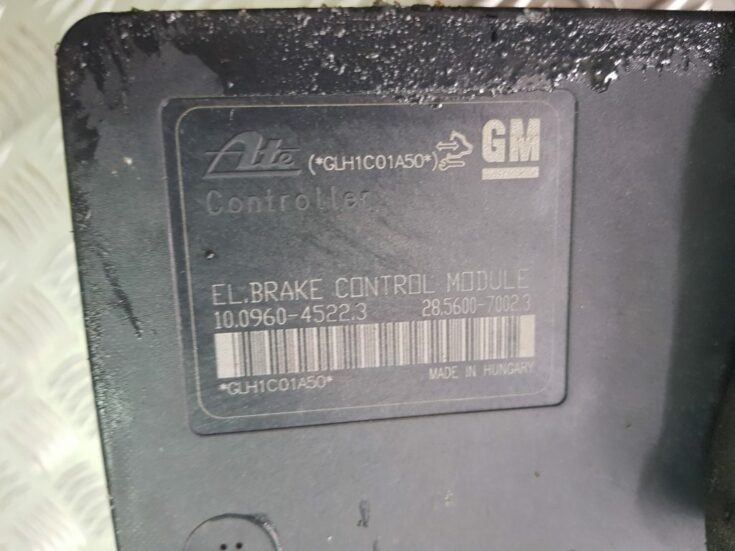 Ate (*GLH1C01A50*) GM
Controller
EL.BRAKE CONTROL MODULE
10.0960-4522.3 28.5600-7002.3
*GLH1C01A50* MADE IN HUNGARY